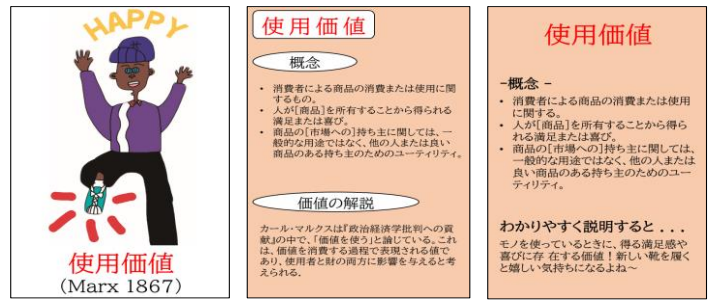 HAPPY
使用価値
(Marx 1867)
使用価値
概念
• 消費者による商品の消費または使用に関
するもの。
• 人が[商品]を所有することから得られる
満足または喜び。
• 商品の[市場への]持ち主に関しては、一
般的な用途ではなく、他の人または良い
商品のある持ち主のためのユーティリティ。
価値の解説
カール・マルクスは『政治経済学批判への貢
献』の中で、「価値を使う」と論じている。これ
は、価値を消費する過程で表現される値で
あり、使用者と財の両方に影響を与えると考
えられる.
使用価値
-概念 -
• 消費者による商品の消費または使用
に関する。
• 人が[商品]を所有することから得ら
れる満足または喜び。
• 商品の[市場への]持ち主に関しては、
一般的な用途ではなく、他の人または
良い商品のある持ち主のためのユー
ティリティ。
わかりやすく説明すると . . .
モノを使っているときに、得る満足感や
喜びに存 在する価値！新しい靴を履く
と嬉しい気持ちになるよね～